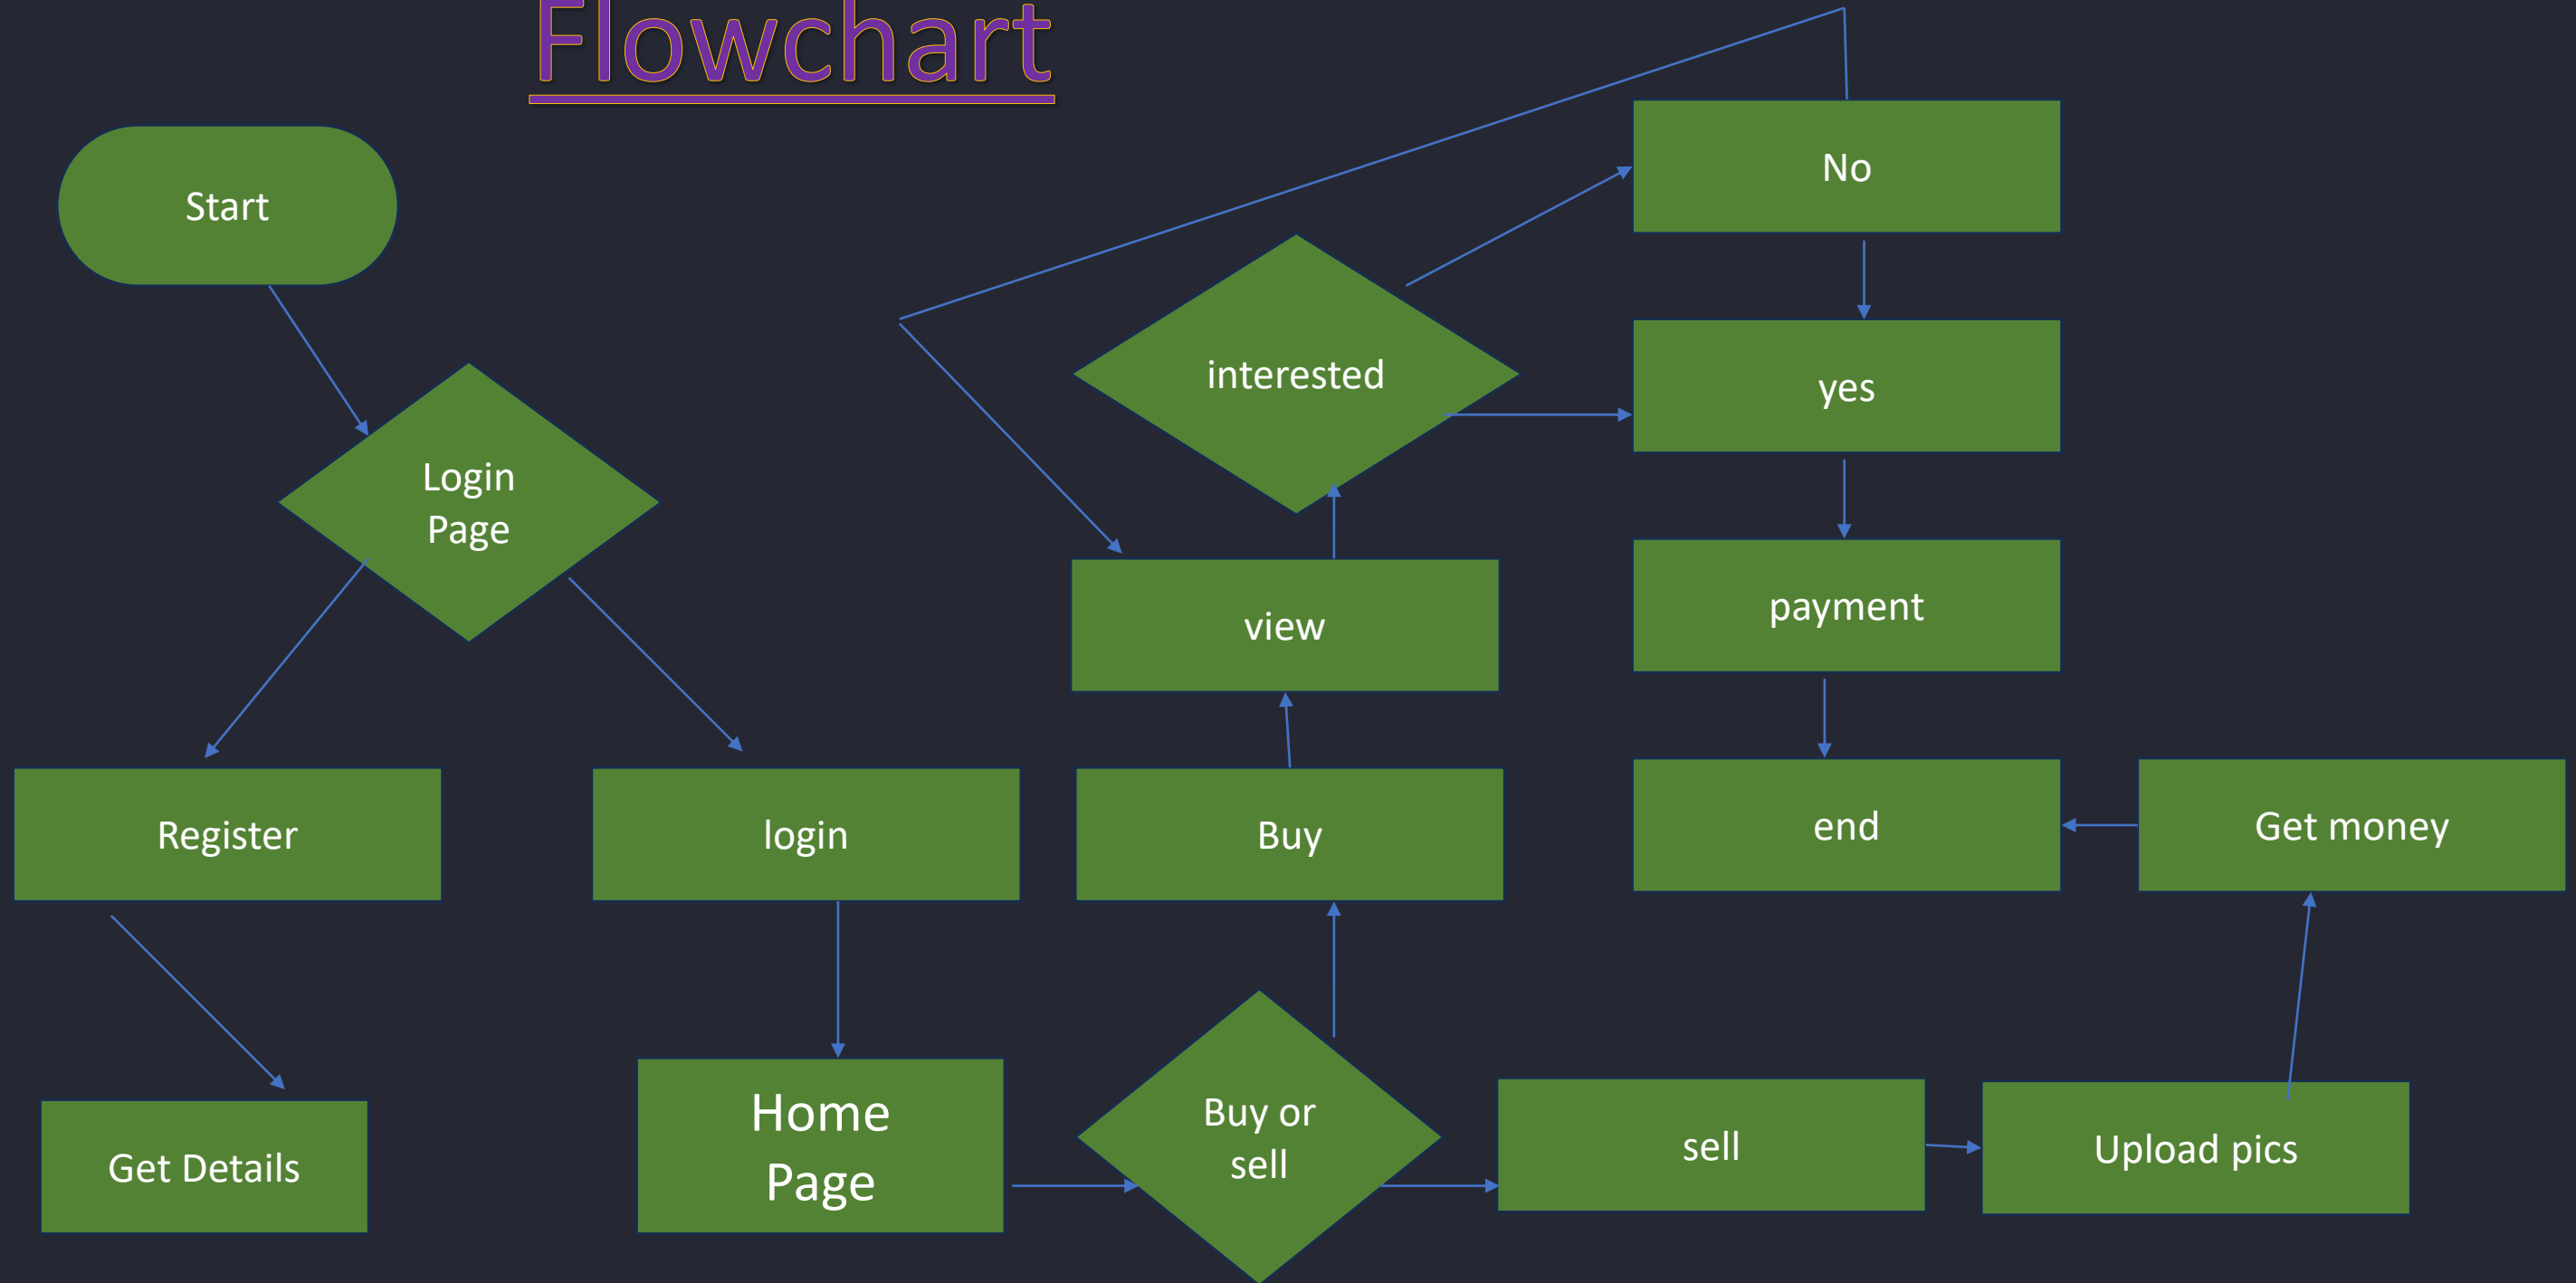 Flowchart
Start
Login
Page
Register
login
Get Details
Home
Page
Buy or
sell
Buy
view
interested
No
yes
payment
end
sell
Upload pics
Get money